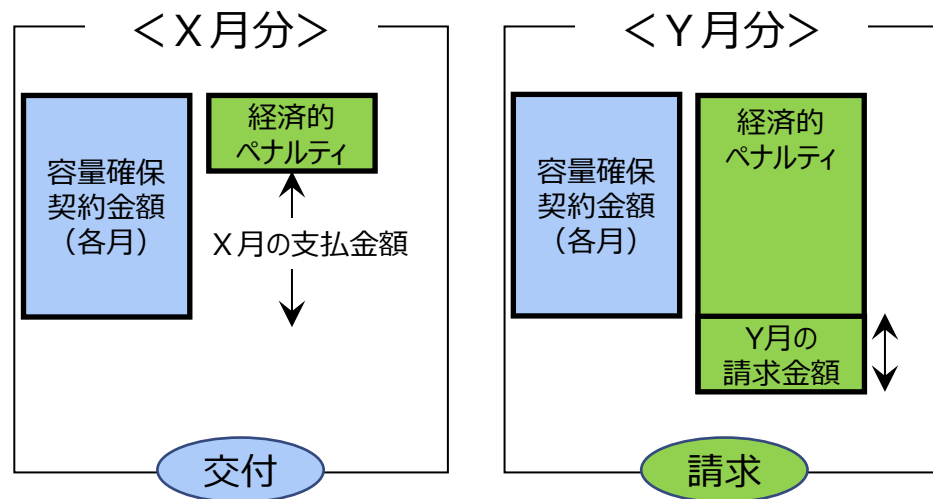 ＜X月分＞
容量確保
契約金額
（各月）
経済的
ペナルティ
X月の支払金額
交付
＜Y月分＞
容量確保
契約金額
（各月）
経済的
ペナルティ
Y月の
請求金額
請求